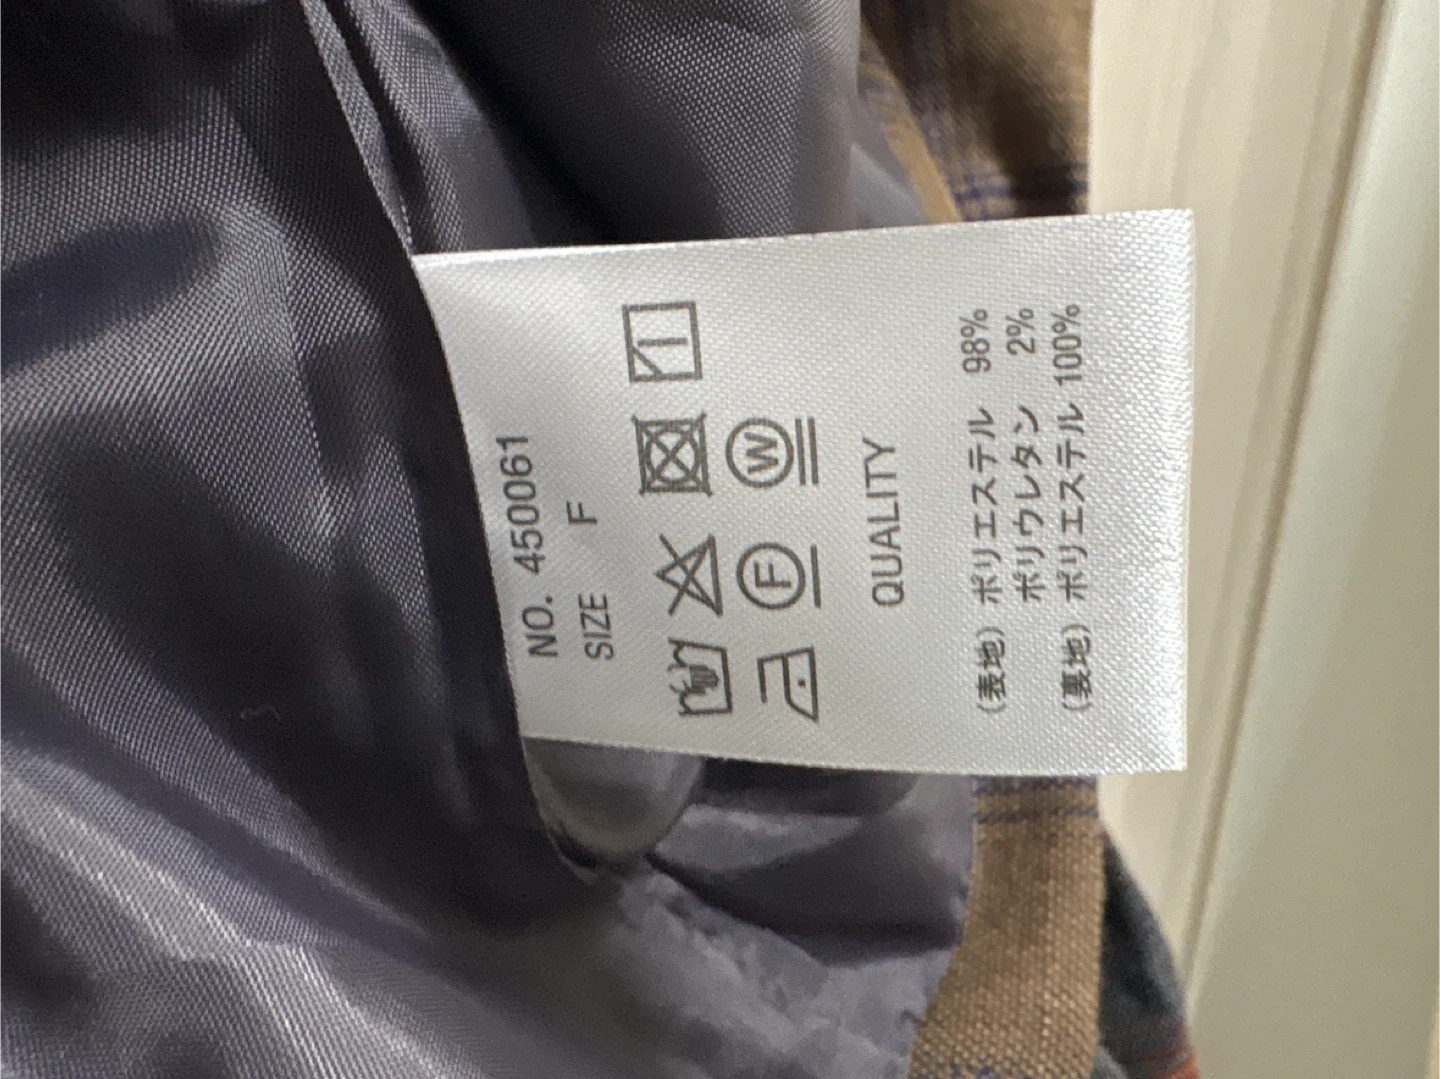 NO. 450061
SIZE F
F W
QUALITY
(表地) ポリエステル 98%
ポリウレタン 2%
(裏地) ポリエステル 100%